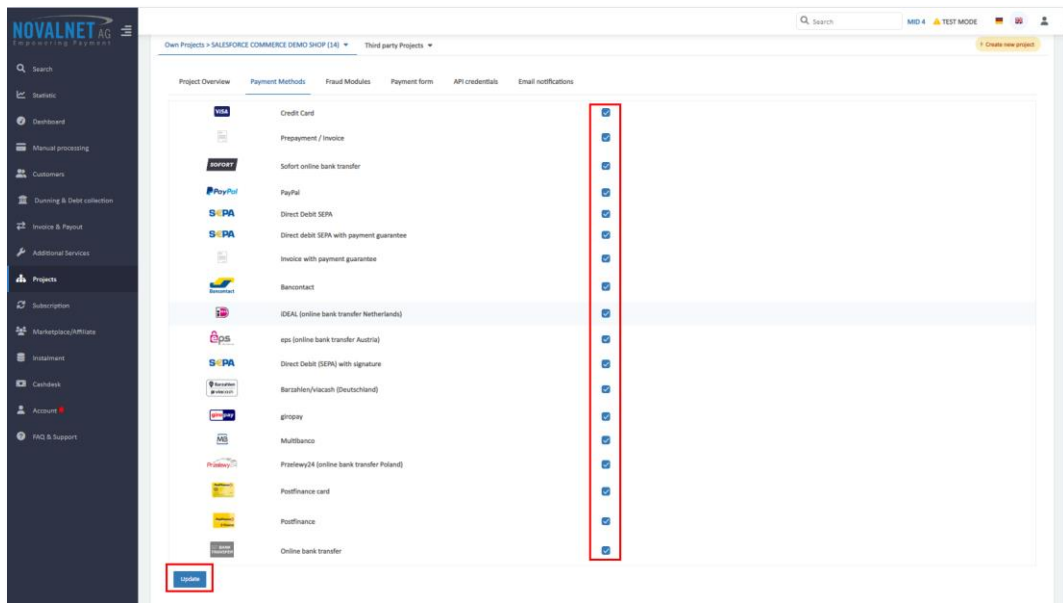 NOVALNET AG
Empowering Payment
Search
MID 4
TEST MODE
Own Projects > SALESFORCE COMMERCE DEMO SHOP (14)
Third party Projects
Create new project
Search
Statistic
Dashboard
Manual processing
Customers
Dunning & Debt collection
Invoice & Payout
Additional Services
Projects
Subscription
Marketplace/Affiliate
Instalment
Cashdesk
Account
FAQ & Support
Project Overview
Payment Methods
Fraud Modules
Payment form
API credentials
Email notifications
VISA
Credit Card
Prepayment / Invoice
SOFORT
Sofort online bank transfer
PayPal
PayPal
SEPA
Direct Debit SEPA
SEPA
Direct debit SEPA with payment guarantee
Invoice with payment guarantee
Bancontact
Bancontact
iDEAL (online bank transfer Netherlands)
eps
eps (online bank transfer Austria)
SEPA
Direct Debit (SEPA) with signature
Barzahlen
viacash
Barzahlen/viacash (Deutschland)
giropay
giropay
MB
Multibanco
Przelewy
Przelewy24 (online bank transfer Poland)
Postfinance card
Postfinance
BANK
TRANSFER
Online bank transfer
Update